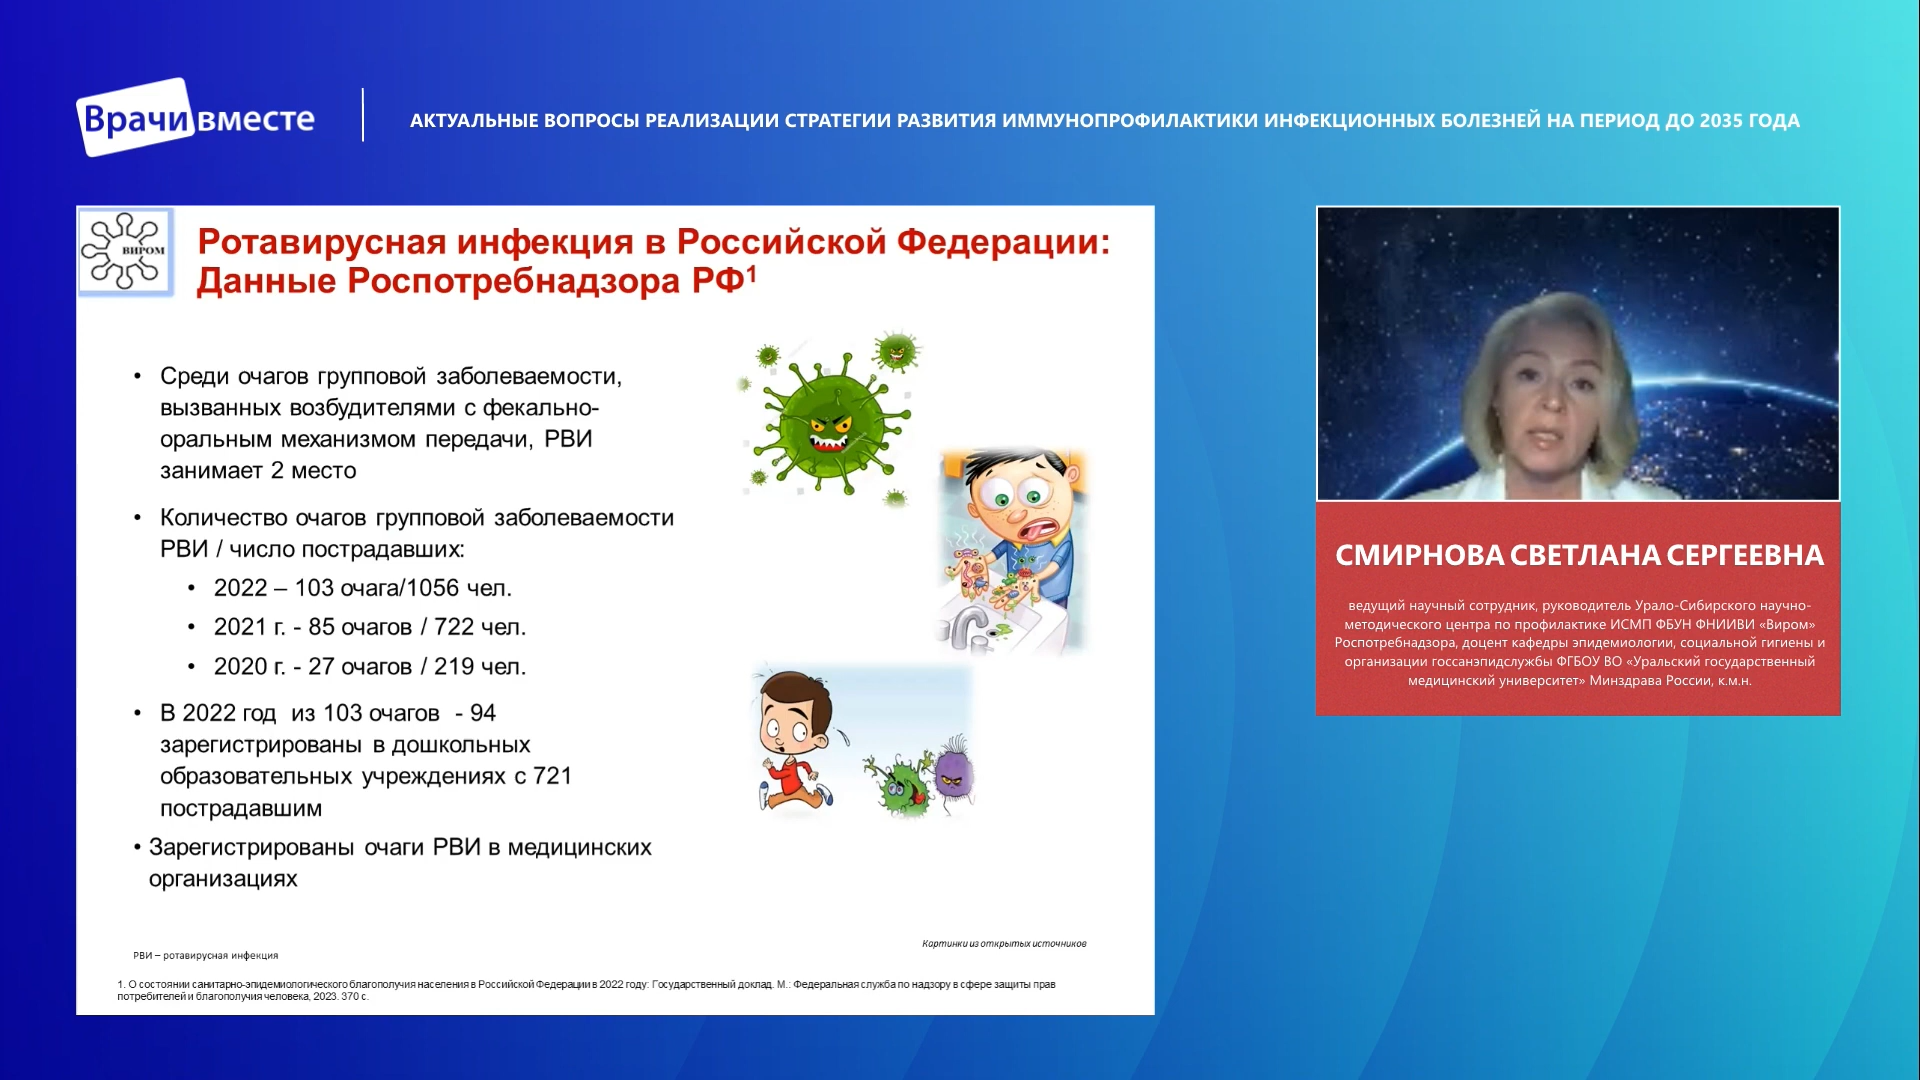 Врачи вместе
АКТУАЛЬНЫЕ ВОПРОСЫ РЕАЛИЗАЦИИ СТРАТЕГИИ РАЗВИТИЯ ИММУНОПРОФИЛАКТИКИ ИНФЕКЦИОННЫХ БОЛЕЗНЕЙ НА ПЕРИОД ДО 2035 ГОДА
ВИРОМ
Ротавирусная инфекция в Российской Федерации:
Данные Роспотребнадзора РФ¹
• Среди очагов групповой заболеваемости,
вызванных возбудителями с фекально-
оральным механизмом передачи, РВИ
занимает 2 место
• Количество очагов групповой заболеваемости
РВИ / число пострадавших:
• 2022 – 103 очага/1056 чел.
• 2021 г. - 85 очагов / 722 чел.
• 2020 г. - 27 очагов / 219 чел.
• В 2022 год из 103 очагов - 94
зарегистрированы в дошкольных
образовательных учреждениях с 721
пострадавшим
• Зарегистрированы очаги РВИ в медицинских
организациях
Картинки из открытых источников
РВИ – ротавирусная инфекция
1. О состоянии санитарно-эпидемиологического благополучия населения в Российской Федерации в 2022 году: Государственный доклад. М.: Федеральная служба по надзору в сфере защиты прав
потребителей и благополучия человека, 2023. 370 с.
СМИРНОВА СВЕТЛАНА СЕРГЕЕВНА
ведущий научный сотрудник, руководитель Урало-Сибирского научно-
методического центра по профилактике ИСМП ФБУН ФНИИВИ «Виром»
Роспотребнадзора, доцент кафедры эпидемиологии, социальной гигиены и
организации госсанэпидслужбы ФГБОУ ВО «Уральский государственный
медицинский университет» Минздрава России, к.м.н.